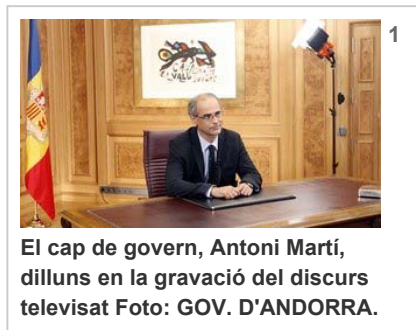 1
El cap de govern, Antoni Martí,
dilluns en la gravació del discurs
televisat Foto: GOV. D'ANDORRA.